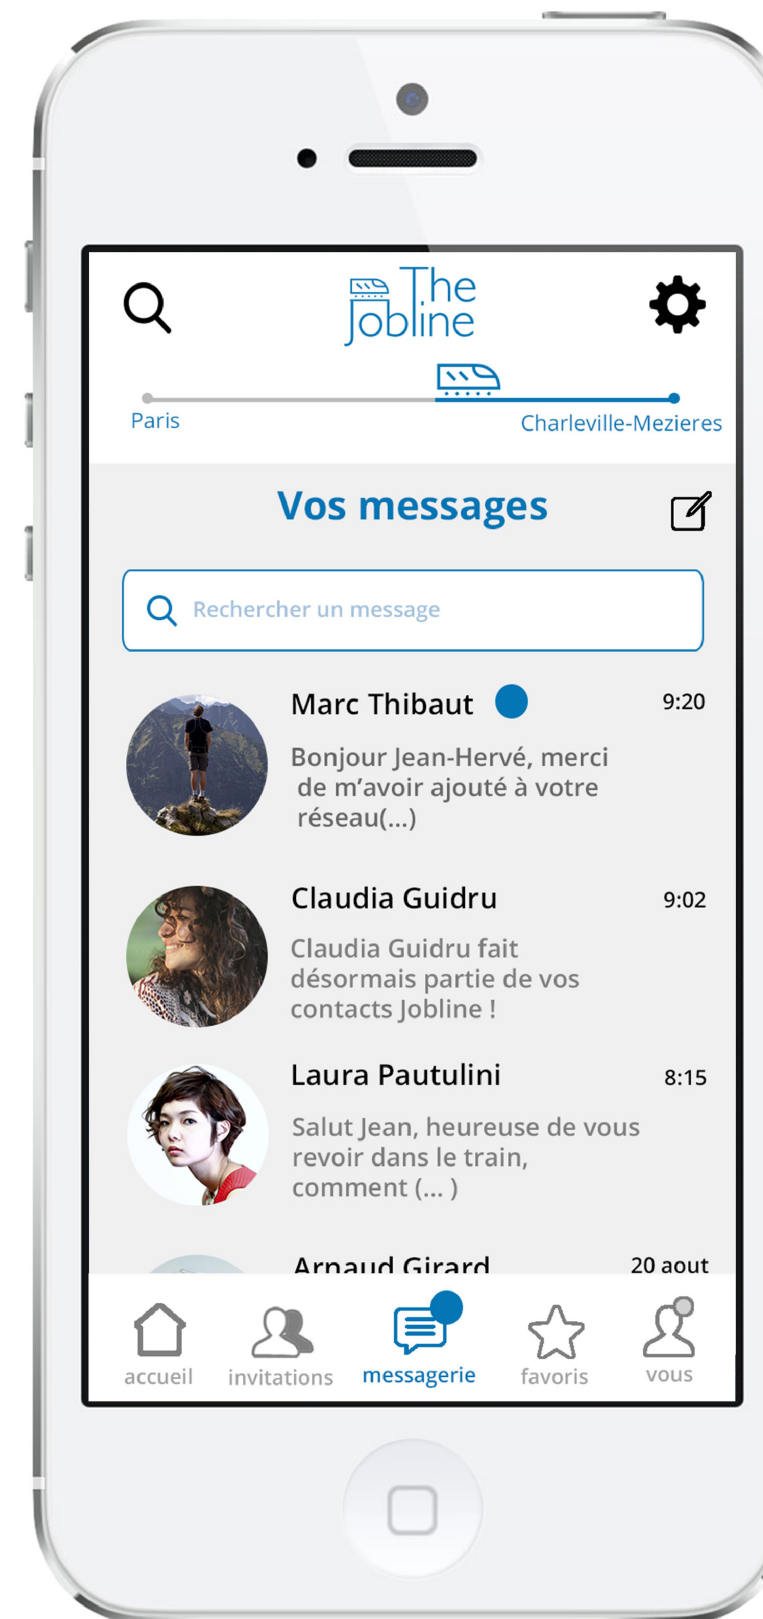 The
Jobline
Paris
Charleville-Mezieres
Vos messages
Rechercher un message
Marc Thibaut
9:20
Bonjour Jean-Hervé, merci
de m’avoir ajouté à votre
réseau(...)
Claudia Guidru
9:02
Claudia Guidru fait
désormais partie de vos
contacts Jobline !
Laura Pautulini
8:15
Salut Jean, heureuse de vous
revoir dans le train,
comment (... )
Arnaud Girard
20 aout
accueil
invitations
messagerie
favoris
vous